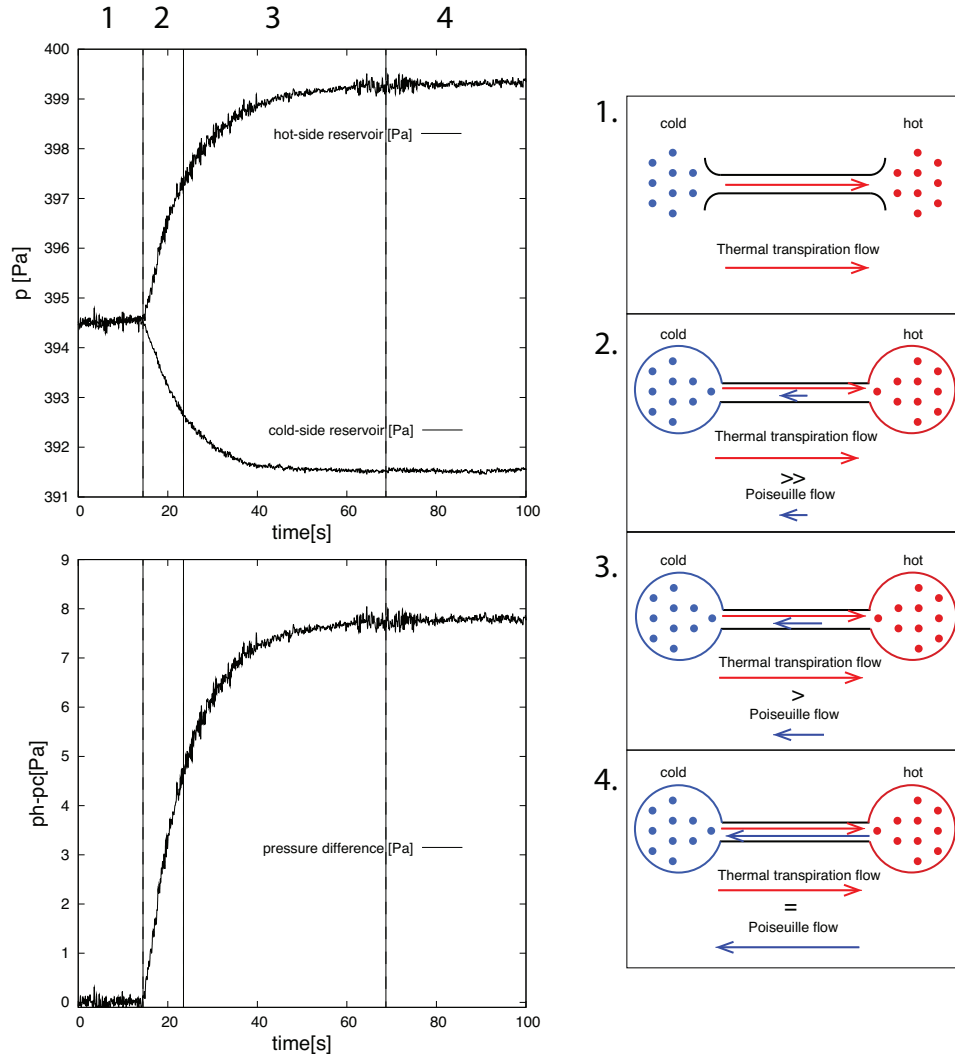 1 2 3 4
400
399
398
397
396
395
394
393
392
391
p [Pa]
hot-side reservoir [Pa]
cold-side reservoir [Pa]
0 20 40 60 80 100
time[s]
9
8
7
6
5
4
3
2
1
0
ph-pc[Pa]
pressure difference [Pa]
0 20 40 60 80 100
time[s]
1.
cold hot
Thermal transpiration flow
2.
cold hot
Thermal transpiration flow
>>
Poiseuille flow
3.
cold hot
Thermal transpiration flow
>
Poiseuille flow
4.
cold hot
Thermal transpiration flow
=
Poiseuille flow